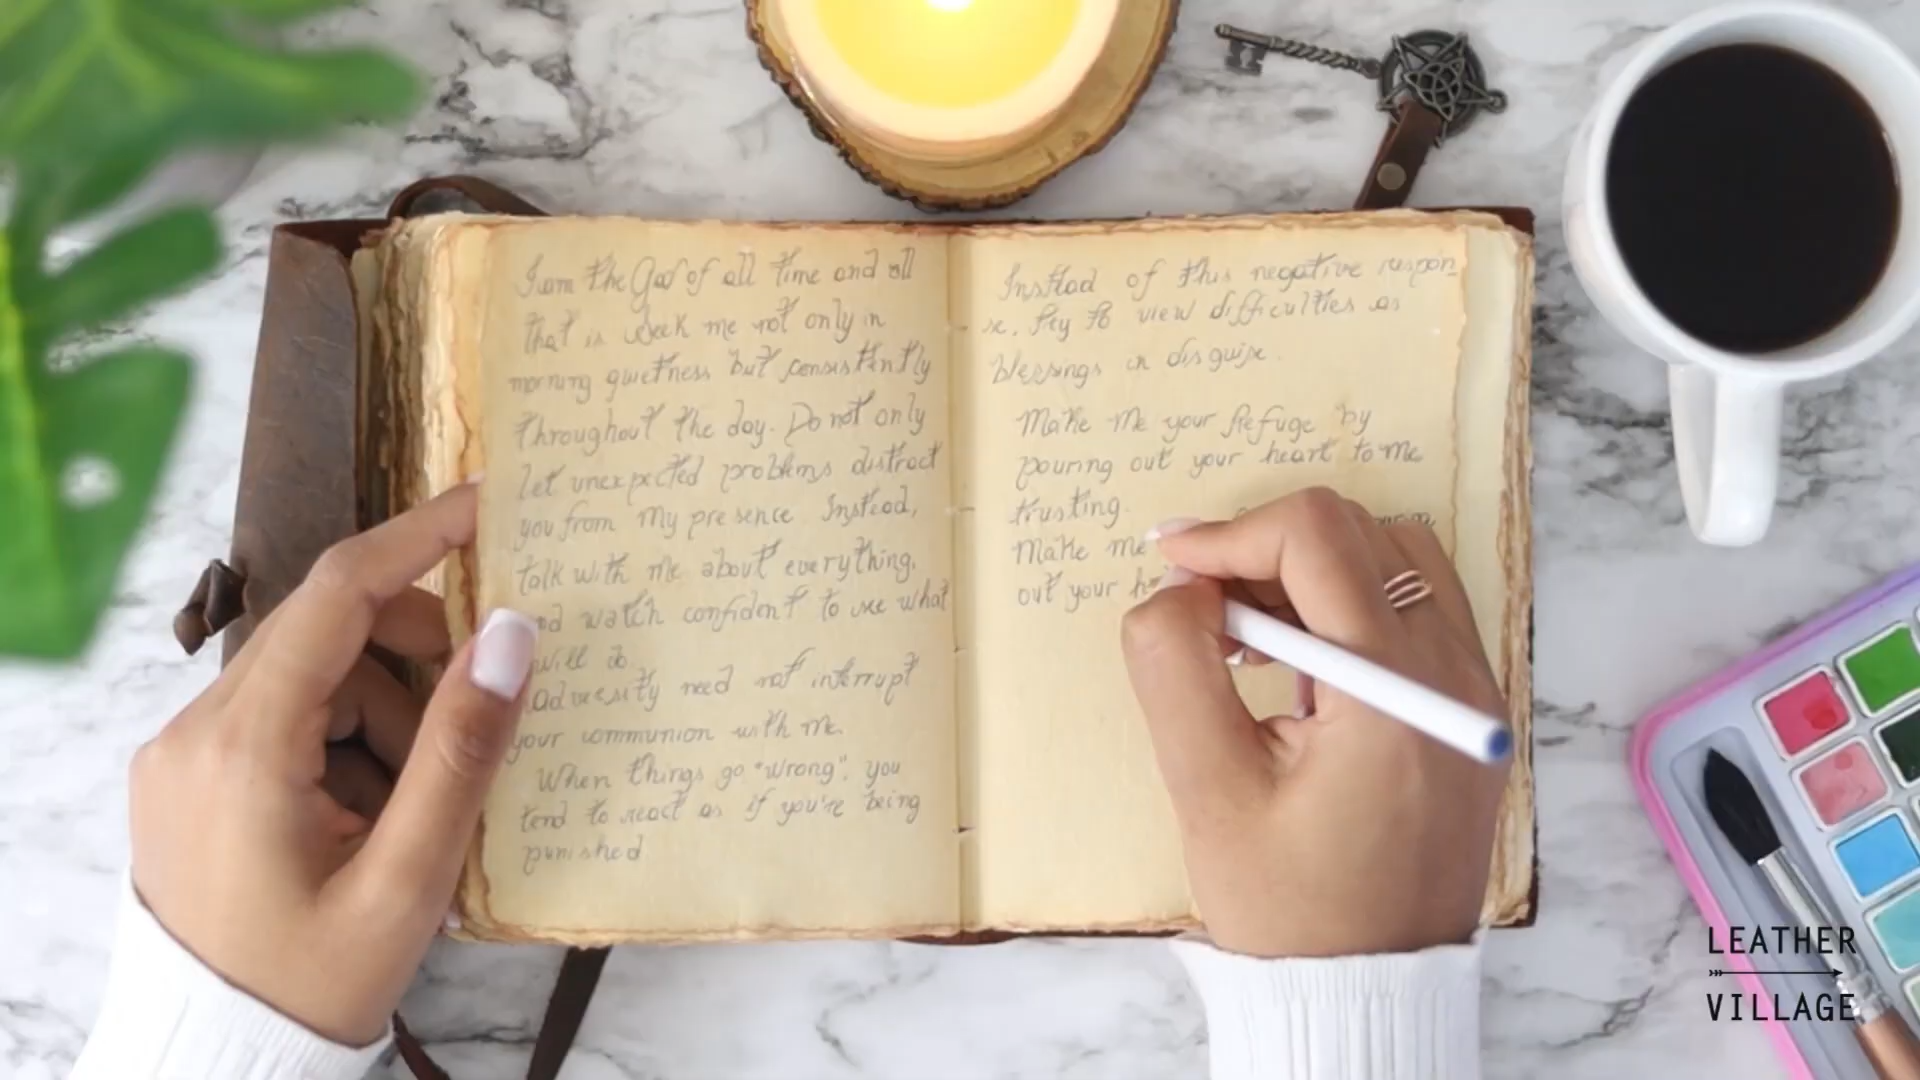 I am the God of all time and all
that is Seek me not only in
morning quietness but consistently
throughout the day. Do not only
let unexpected problems distract
you from My presence Instead,
talk with me about everything,
watch confident to see what
will do
Adversity need not interrupt
your communion with me.
When things go "wrong". you
tend to react as if you're being
punished
Instead of this negative respon
se. try to view difficulties as
blessings in disguise.
Make me your Refuge by
pouring out your heart to me
trusting.
Make me
out your
LEATHER
VILLAGE